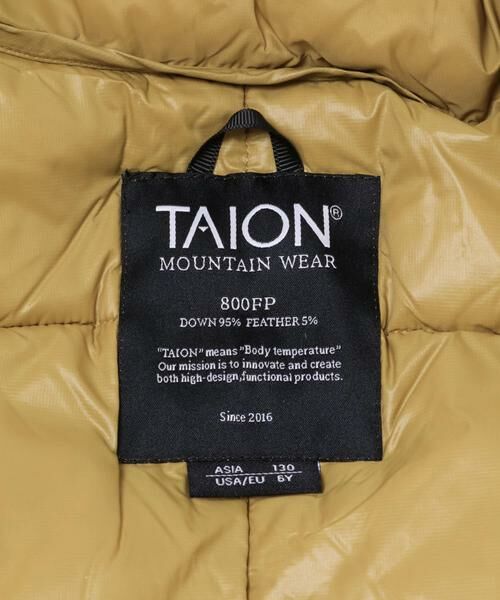 TAION®
MOUNTAIN WEAR
800FP
DOWN 95% FEATHER 5%
"TAION" means "Body temperature"
Our mission is to innovate and create
both high-design,functional products.
Since 2016
ASIA 130
USA/EU 6Y